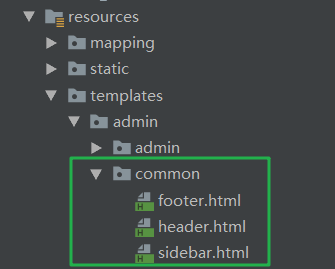 resources
mapping
static
templates
admin
admin
common
footer.html
header.html
sidebar.html